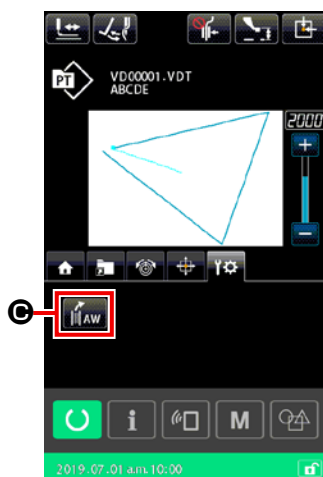 PT
VD00001.VDT
ABCDE
2000
C
AW
i
M
2019.07.01 a.m.10:00